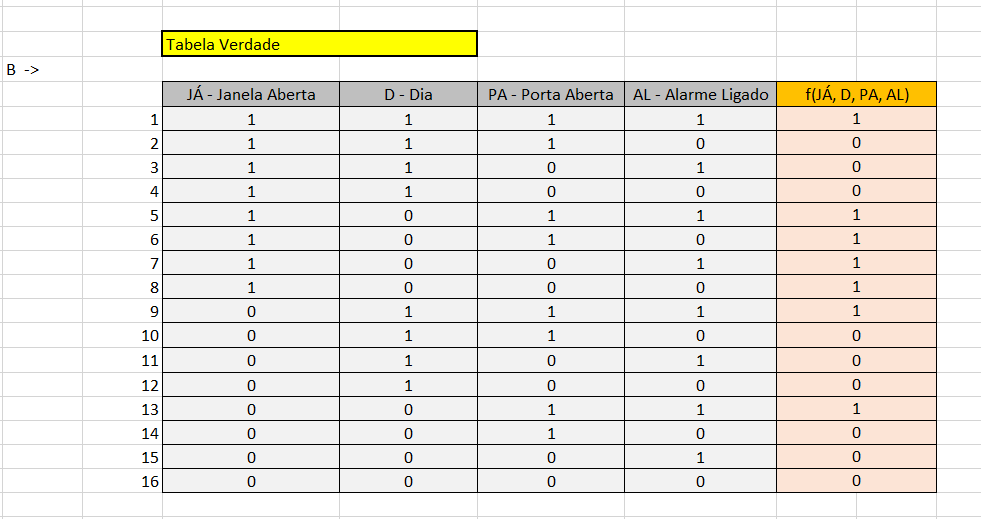 Tabela Verdade
B ->
JÁ - Janela Aberta D - Dia PA - Porta Aberta AL - Alarme Ligado f(JÁ, D, PA, AL)
1 1 1 1 1 1
2 1 1 1 0 0
3 1 1 0 1 0
4 1 1 0 0 0
5 1 0 1 1 1
6 1 0 1 0 1
7 1 0 0 1 1
8 1 0 0 0 1
9 0 1 1 1 1
10 0 1 1 0 0
11 0 1 0 1 0
12 0 1 0 0 0
13 0 0 1 1 1
14 0 0 1 0 0
15 0 0 0 1 0
16 0 0 0 0 0